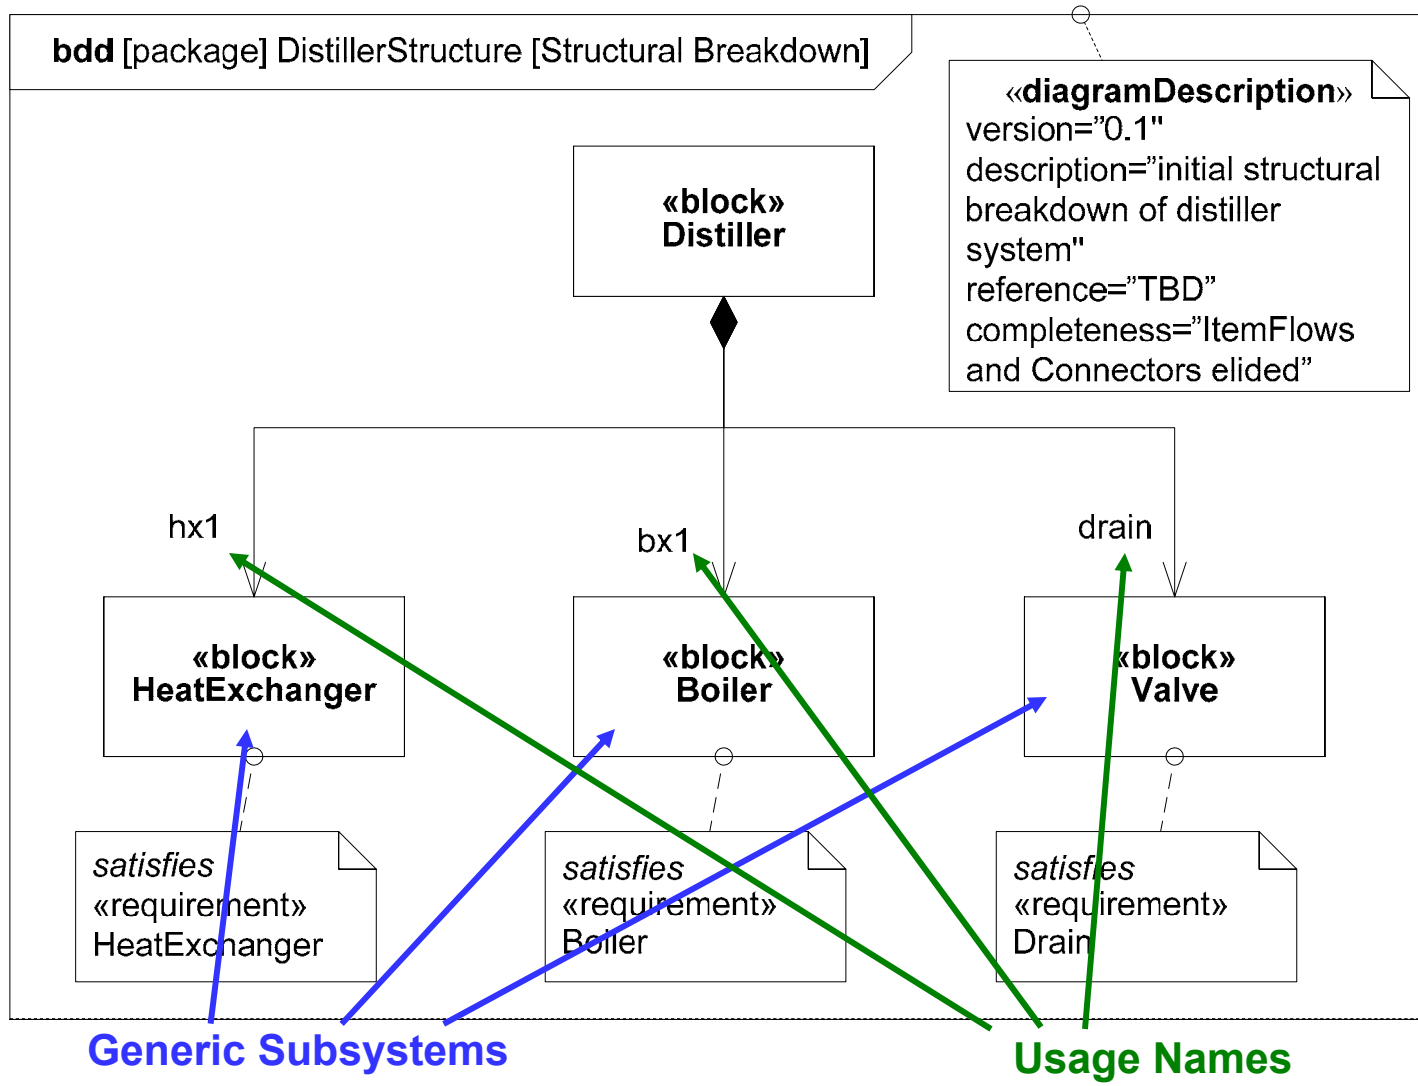 bdd [package] DistillerStructure [Structural Breakdown]
«diagramDescription»
version=”0.1"
description=”initial structural
breakdown of distiller
system"
reference=”TBD”
completeness=”ItemFlows
and Connectors elided”
«block»
Distiller
hx1
bx1
drain
«block»
HeatExchanger
«block»
Boiler
«block»
Valve
satisfies
«requirement»
HeatExchanger
satisfies
«requirement»
Boiler
satisfies
«requirement»
Drain
Generic Subsystems
Usage Names